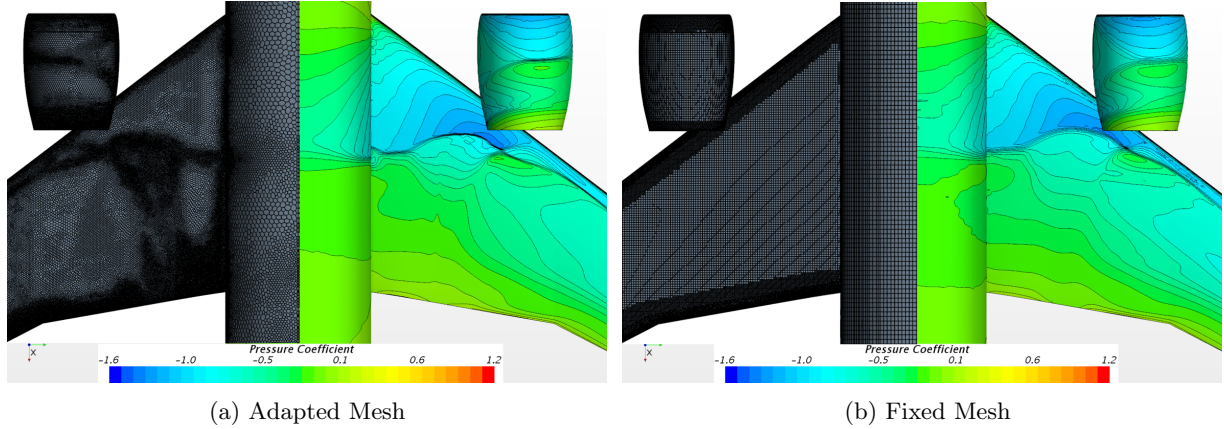 X
Pressure Coefficient
-1.6 -1.0 -0.5 0.1 0.6 1.2
(a) Adapted Mesh
X
Pressure Coefficient
-1.6 -1.0 -0.5 0.1 0.6 1.2
(b) Fixed Mesh